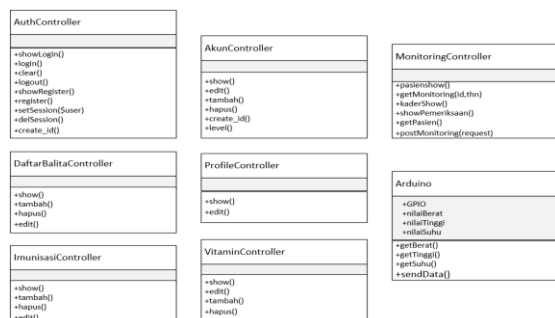 AuthController
+showLogin()
+login()
+clear()
+logout()
+showRegister()
+register()
+setSession($user)
+delSession()
+create_id()
AkunController
+show()
+edit()
+tambah()
+hapus()
+create_id()
+level()
MonitoringController
+pasienshow()
+getMonitoring(id,thn)
+kaderShow()
+showPemeriksaan()
+getPasien()
+postMonitoring(request)
DaftarBalitaController
+show()
+tambah()
+hapus()
+edit()
ProfileController
+show()
+edit()
Arduino
+GPIO
+nilaiBerat
+nilaiTinggi
+nilaiSuhu
+getBerat()
+getTinggi()
+getSuhu()
+sendData()
ImunisasiController
+show()
+tambah()
+hapus()
+edit()
VitaminController
+show()
+edit()
+tambah()
+hapus()